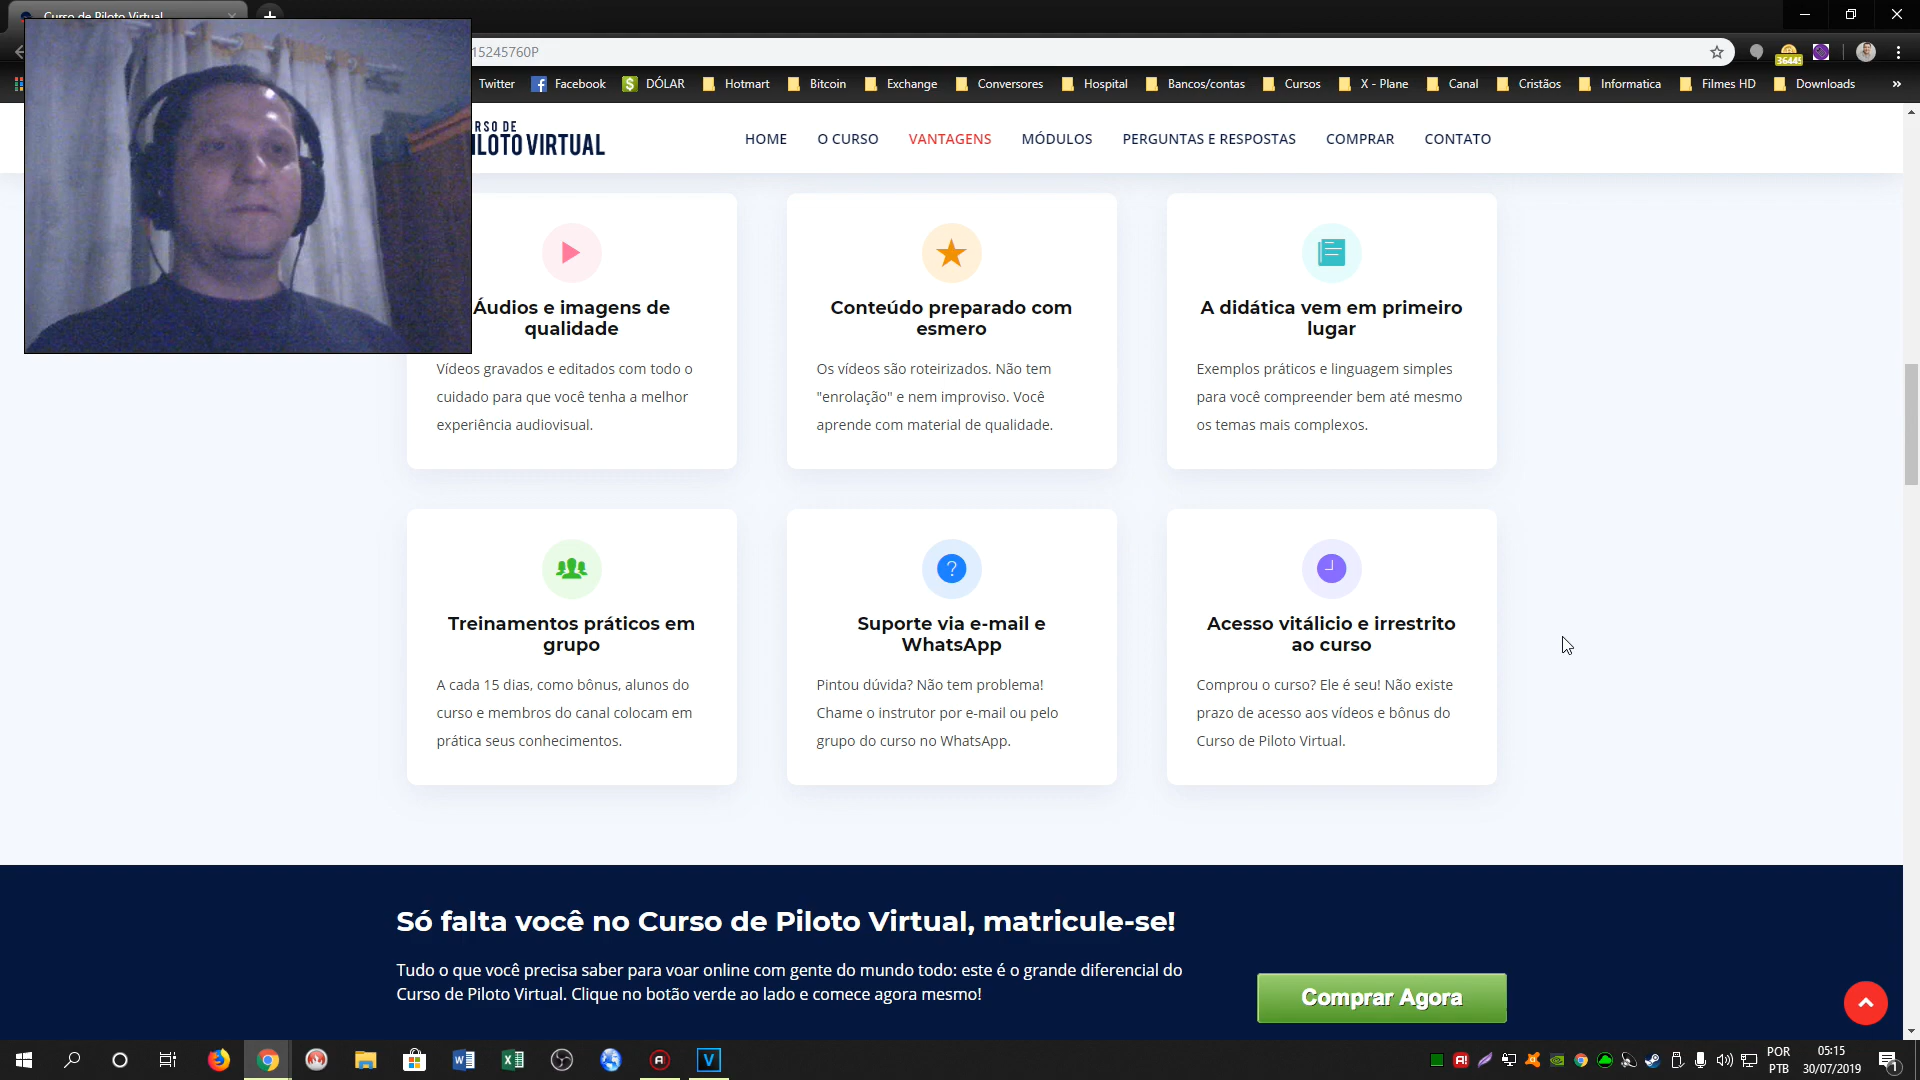 Curso de Piloto Virtual
15245760P
36445
Twitter
Facebook
DÓLAR
Hotmart
Bitcoin
Exchange
Conversores
Hospital
Bancos/contas
Cursos
X - Plane
Canal
Cristãos
Informatica
Filmes HD
Downloads
»
RSO DE
ILOTO VIRTUAL
HOME
O CURSO
VANTAGENS
MÓDULOS
PERGUNTAS E RESPOSTAS
COMPRAR
CONTATO
Áudios e imagens de
qualidade
Vídeos gravados e editados com todo o
cuidado para que você tenha a melhor
experiência audiovisual.
Conteúdo preparado com
esmero
Os vídeos são roteirizados. Não tem
"enrolação" e nem improviso. Você
aprende com material de qualidade.
A didática vem em primeiro
lugar
Exemplos práticos e linguagem simples
para você compreender bem até mesmo
os temas mais complexos.
Treinamentos práticos em
grupo
A cada 15 dias, como bônus, alunos do
curso e membros do canal colocam em
prática seus conhecimentos.
Suporte via e-mail e
WhatsApp
Pintou dúvida? Não tem problema!
Chame o instrutor por e-mail ou pelo
grupo do curso no WhatsApp.
Acesso vitálicio e irrestrito
ao curso
Comprou o curso? Ele é seu! Não existe
prazo de acesso aos vídeos e bônus do
Curso de Piloto Virtual.
Só falta você no Curso de Piloto Virtual, matricule-se!
Tudo o que você precisa saber para voar online com gente do mundo todo: este é o grande diferencial do
Curso de Piloto Virtual. Clique no botão verde ao lado e comece agora mesmo!
Comprar Agora
POR
PTB
05:15
30/07/2019
1